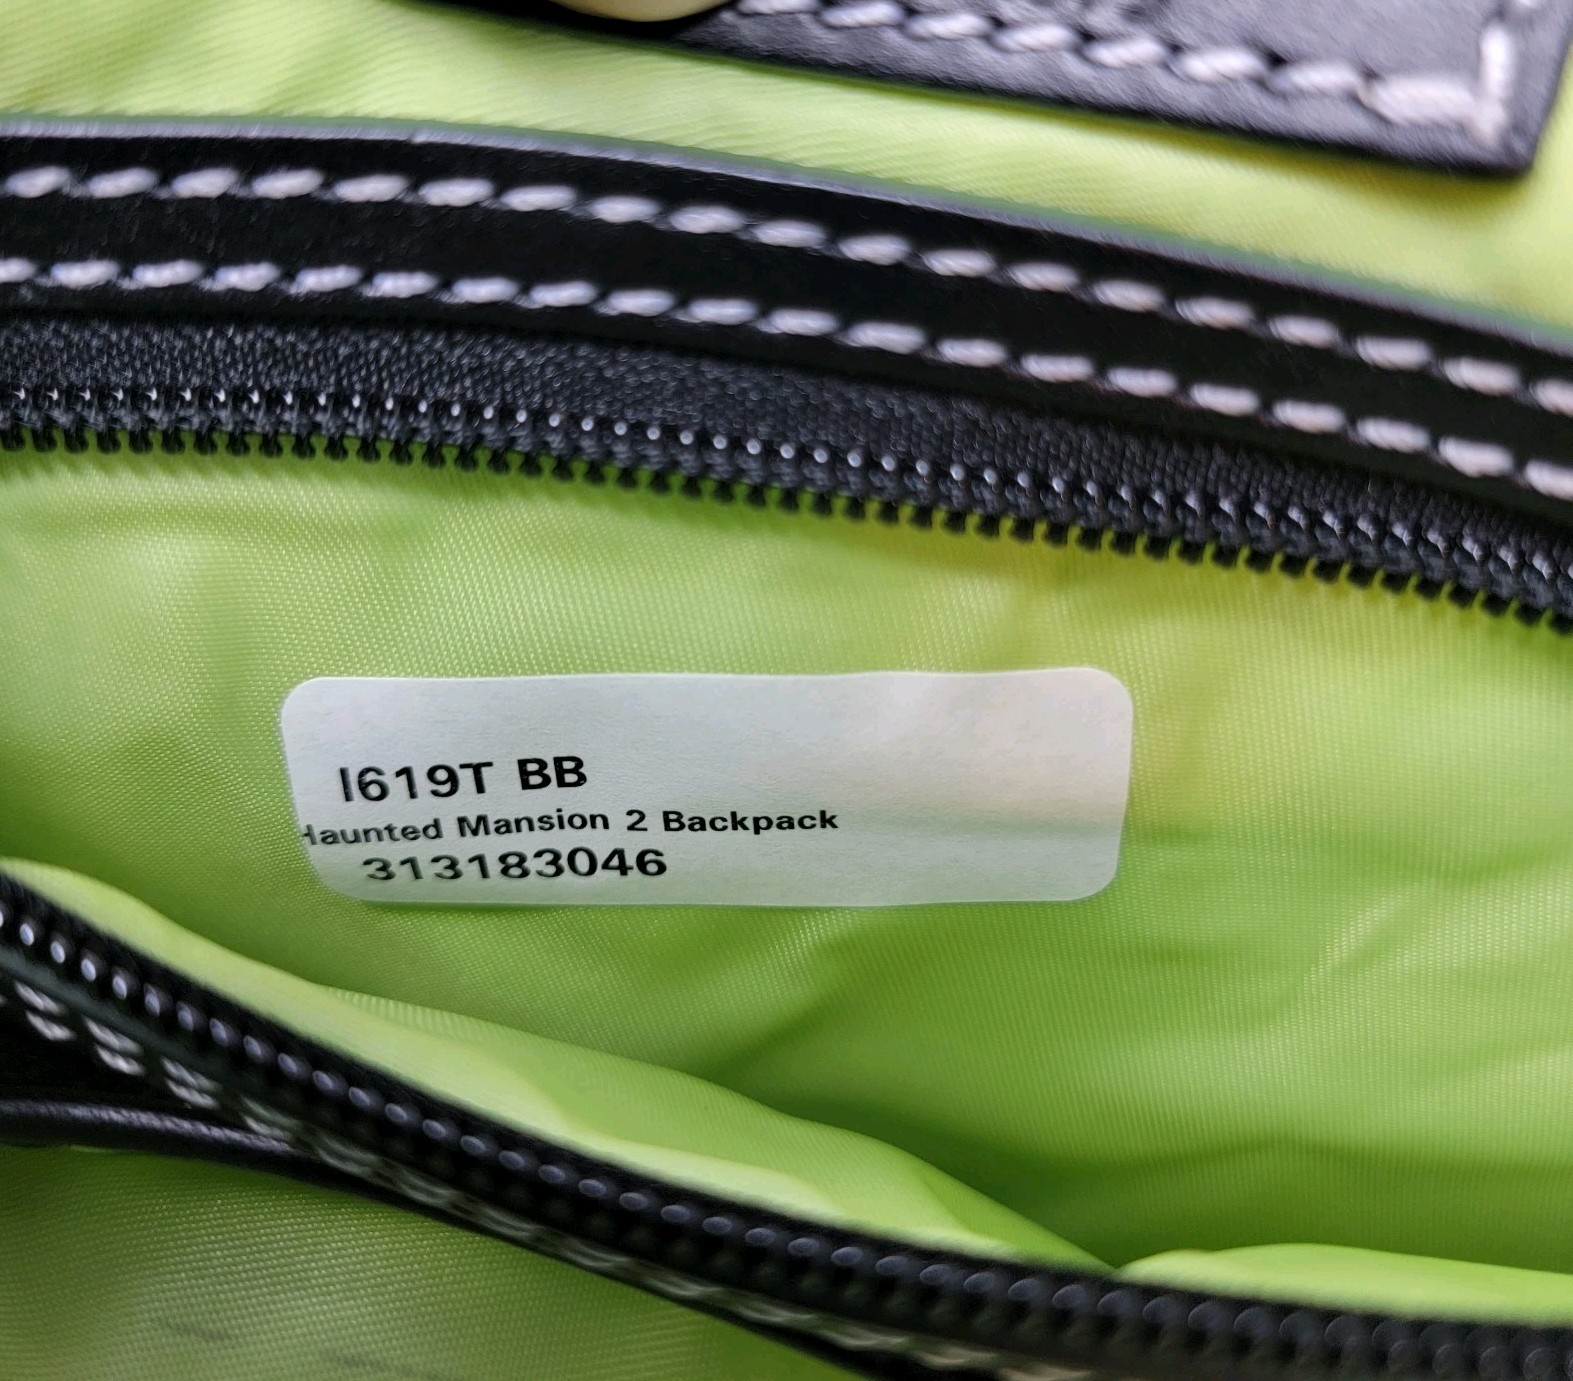 I619T BB
Haunted Mansion 2 Backpack
313183046